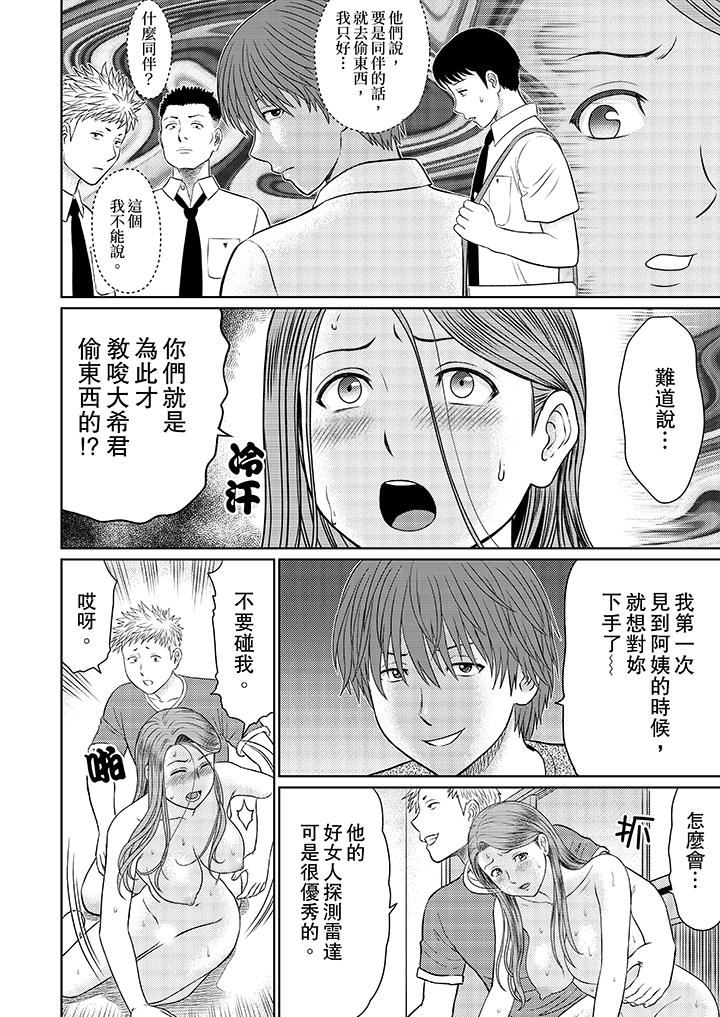 他們說，
要是同伴的話，
就去偷東西，
我只好…
什麼同伴？
這個
我不能說。
難道說…
你們就是
為此才
教唆大希君
偷東西的!?
冷汗
我第一次
見到阿姨的時候，
就想對妳
下手了～
不要碰我。
哎呀。
啪
怎麼會…
抓
他的
好女人探測雷達
可是很優秀的。